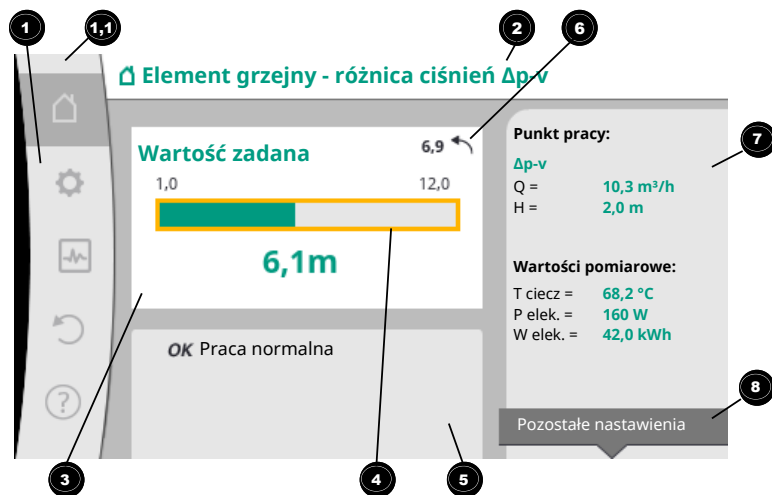 1
1,1
2
6
Element grzejny - różnica ciśnień Δp-v
Wartość zadana
6,9
1,0
12,0
6,1m
OK Praca normalna
Punkt pracy:
7
Δp-v
Q = 10,3 m³/h
H = 2,0 m
Wartości pomiarowe:
T ciecz = 68,2 °C
P elek. = 160 W
W elek. = 42,0 kWh
?
8
Pozostałe nastawienia
3
4
5